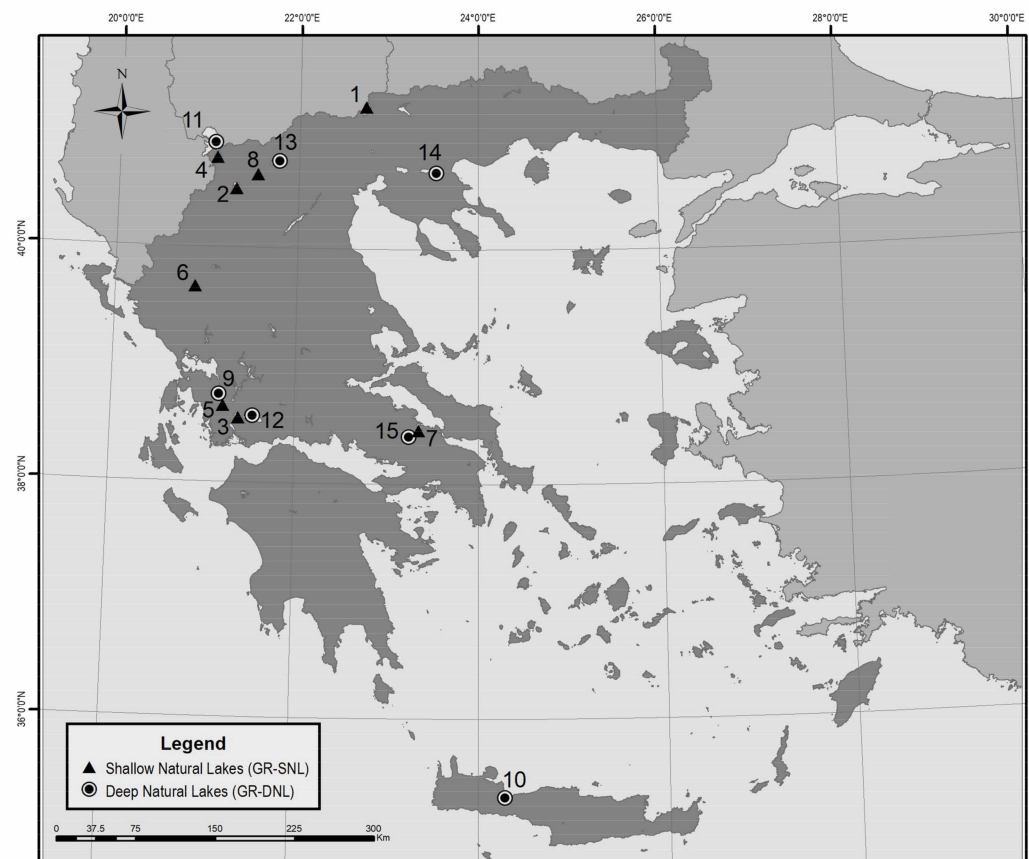 20°0'0"E 22°0'0"E 24°0'0"E 26°0'0"E 28°0'0"E 30°0'0"E
N
1
11
13
8
14
4
2
40°0'0"N
6
9
5
3
12
15
7
38°0'0"N
36°0'0"N
10
Legend
Shallow Natural Lakes (GR-SNL)
Deep Natural Lakes (GR-DNL)
0 37.5 75 150 225 300
Km